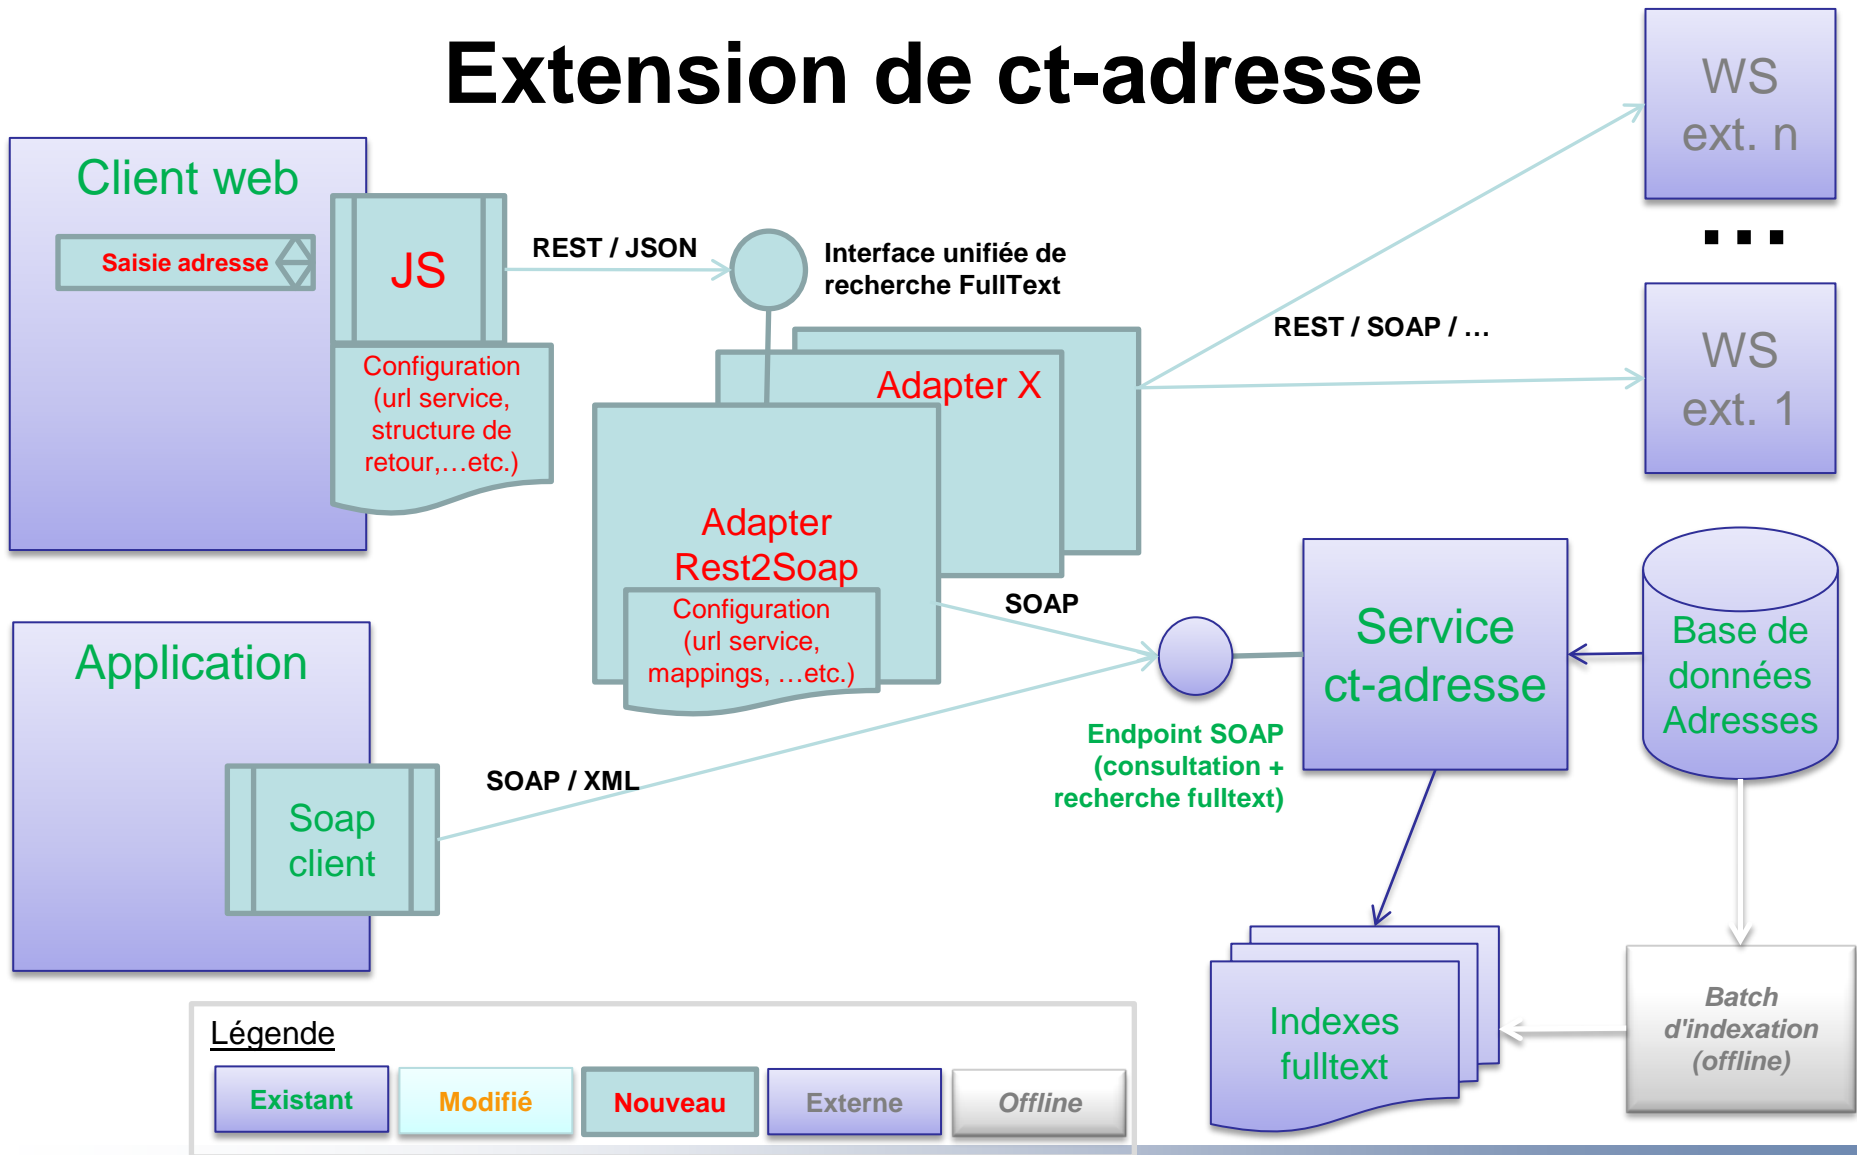 Extension de ct-adresse
WS
ext. n
...
Client web
Saisie adresse
JS
REST / JSON
Interface unifiée de
recherche FullText
REST / SOAP / …
WS
ext. 1
Configuration
(url service,
structure de
retour,…etc.)
Adapter X
Adapter
Rest2Soap
Configuration
(url service,
mappings, …etc.)
SOAP
Service
ct-adresse
Base de
données
Adresses
Application
Soap
client
SOAP / XML
Endpoint SOAP
(consultation +
recherche fulltext)
Indexes
fulltext
Batch
d'indexation
(offline)
Légende
Existant
Modifié
Nouveau
Externe
Offline